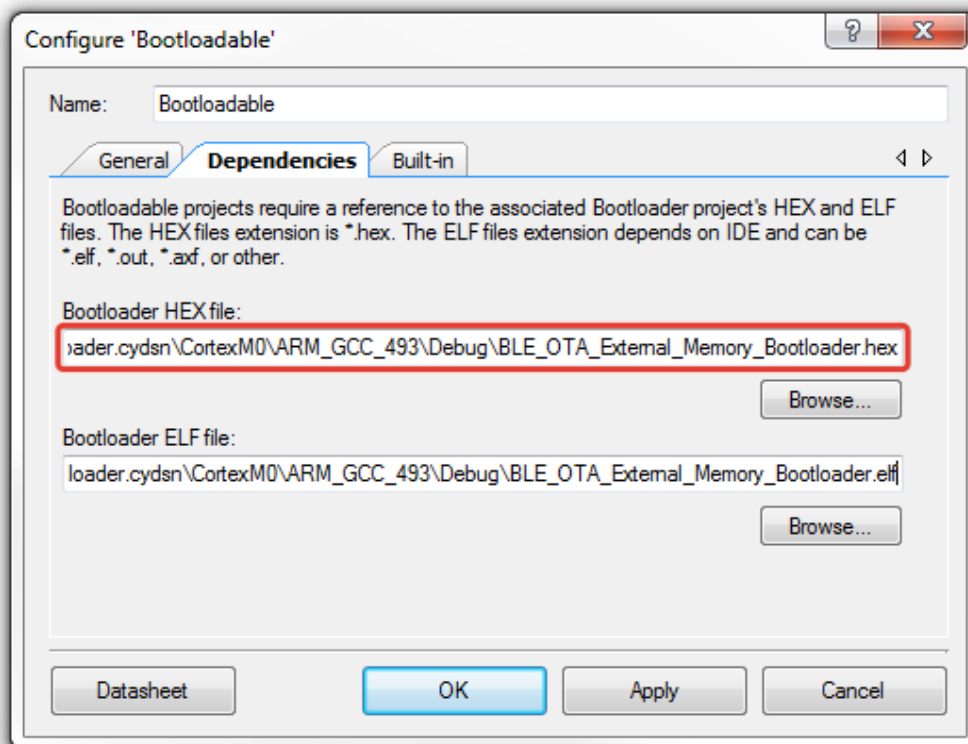 Configure 'Bootloadable'
Name: Bootloadable
General Dependencies Built-in
Bootloadable projects require a reference to the associated Bootloader project's HEX and ELF
files. The HEX files extension is *.hex. The ELF files extension depends on IDE and can be
*.elf, *.out, *.axf, or other.
Bootloader HEX file:
oader.cydsn\CortexM0\ARM_GCC_493\Debug\BLE_OTA_External_Memory_Bootloader.hex
Browse...
Bootloader ELF file:
loader.cydsn\CortexM0\ARM_GCC_493\Debug\BLE_OTA_External_Memory_Bootloader.elf
Browse...
Datasheet OK Apply Cancel